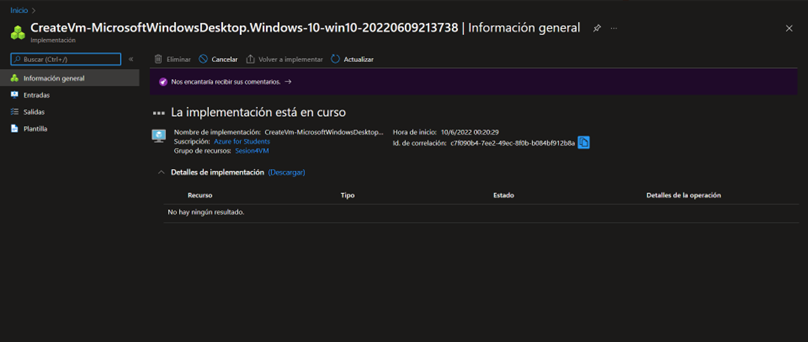 Inicio >
CreateVm-MicrosoftWindowsDesktop.Windows-10-win10-20220609213738 | Información general
Implementación
Buscar (Ctrl+/)
Eliminar Cancelar Volver a implementar Actualizar
Información general
Entradas
Salidas
Plantilla
Nos encantaría recibir sus comentarios. →
La implementación está en curso
Nombre de implementación: CreateVm-MicrosoftWindowsDesktop...
Suscripción: Azure for Students
Grupo de recursos: Sesion4VM
Hora de inicio: 10/6/2022 00:20:29
Id. de correlación: c7f090b4-7ee2-49ec-8f0b-b084bf912b8a
Detalles de implementación (Descargar)
Recurso Tipo Estado Detalles de la operación
No hay ningún resultado.